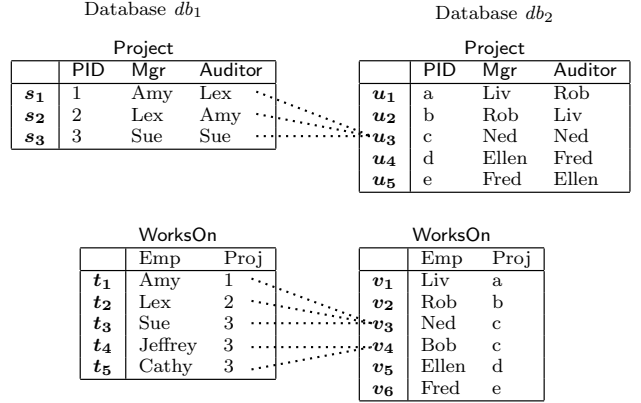 Database db1
Database db2
Project
PID Mgr Auditor
s1 1 Amy Lex
s2 2 Lex Amy
s3 3 Sue Sue
Project
PID Mgr Auditor
u1 a Liv Rob
u2 b Rob Liv
u3 c Ned Ned
u4 d Ellen Fred
u5 e Fred Ellen
WorksOn
Emp Proj
t1 Amy 1
t2 Lex 2
t3 Sue 3
t4 Jeffrey 3
t5 Cathy 3
WorksOn
Emp Proj
v1 Liv a
v2 Rob b
v3 Ned c
v4 Bob c
v5 Ellen d
v6 Fred e